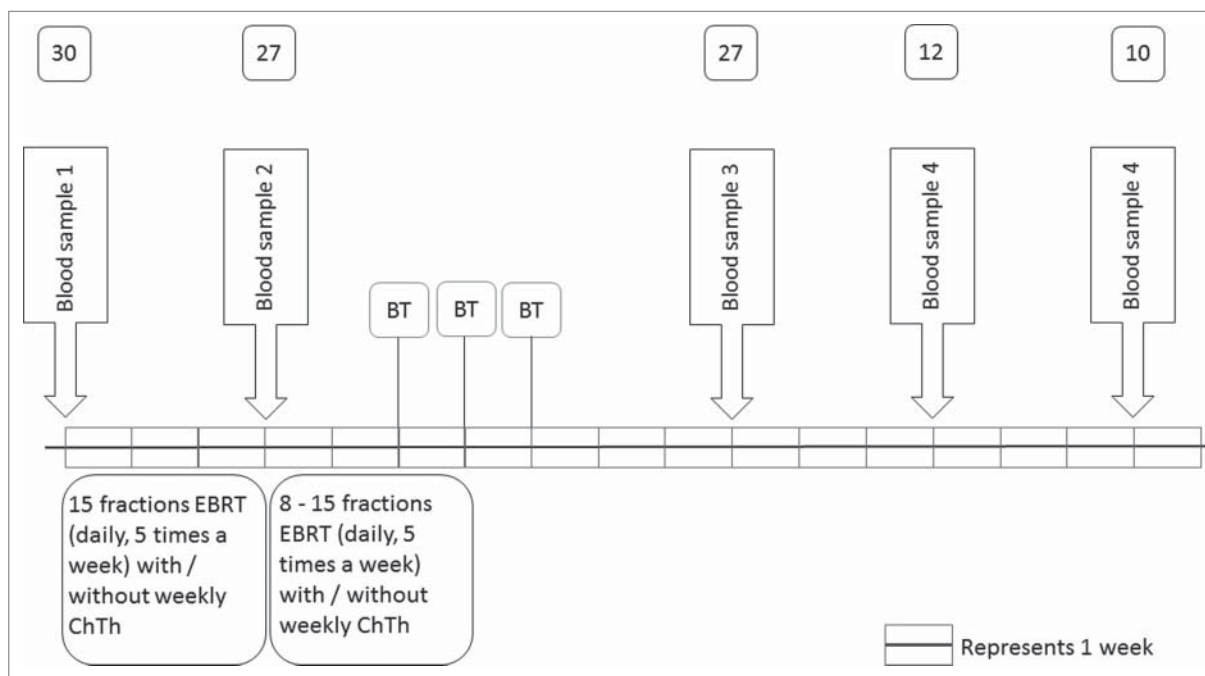 30
27
27
12
10
Blood sample 1
Blood sample 2
Blood sample 3
Blood sample 4
Blood sample 4
BT
BT
BT
15 fractions EBRT
(daily, 5 times a
week) with /
without weekly
ChTh
8 - 15 fractions
EBRT (daily, 5
times a week)
with / without
weekly ChTh
Represents 1 week